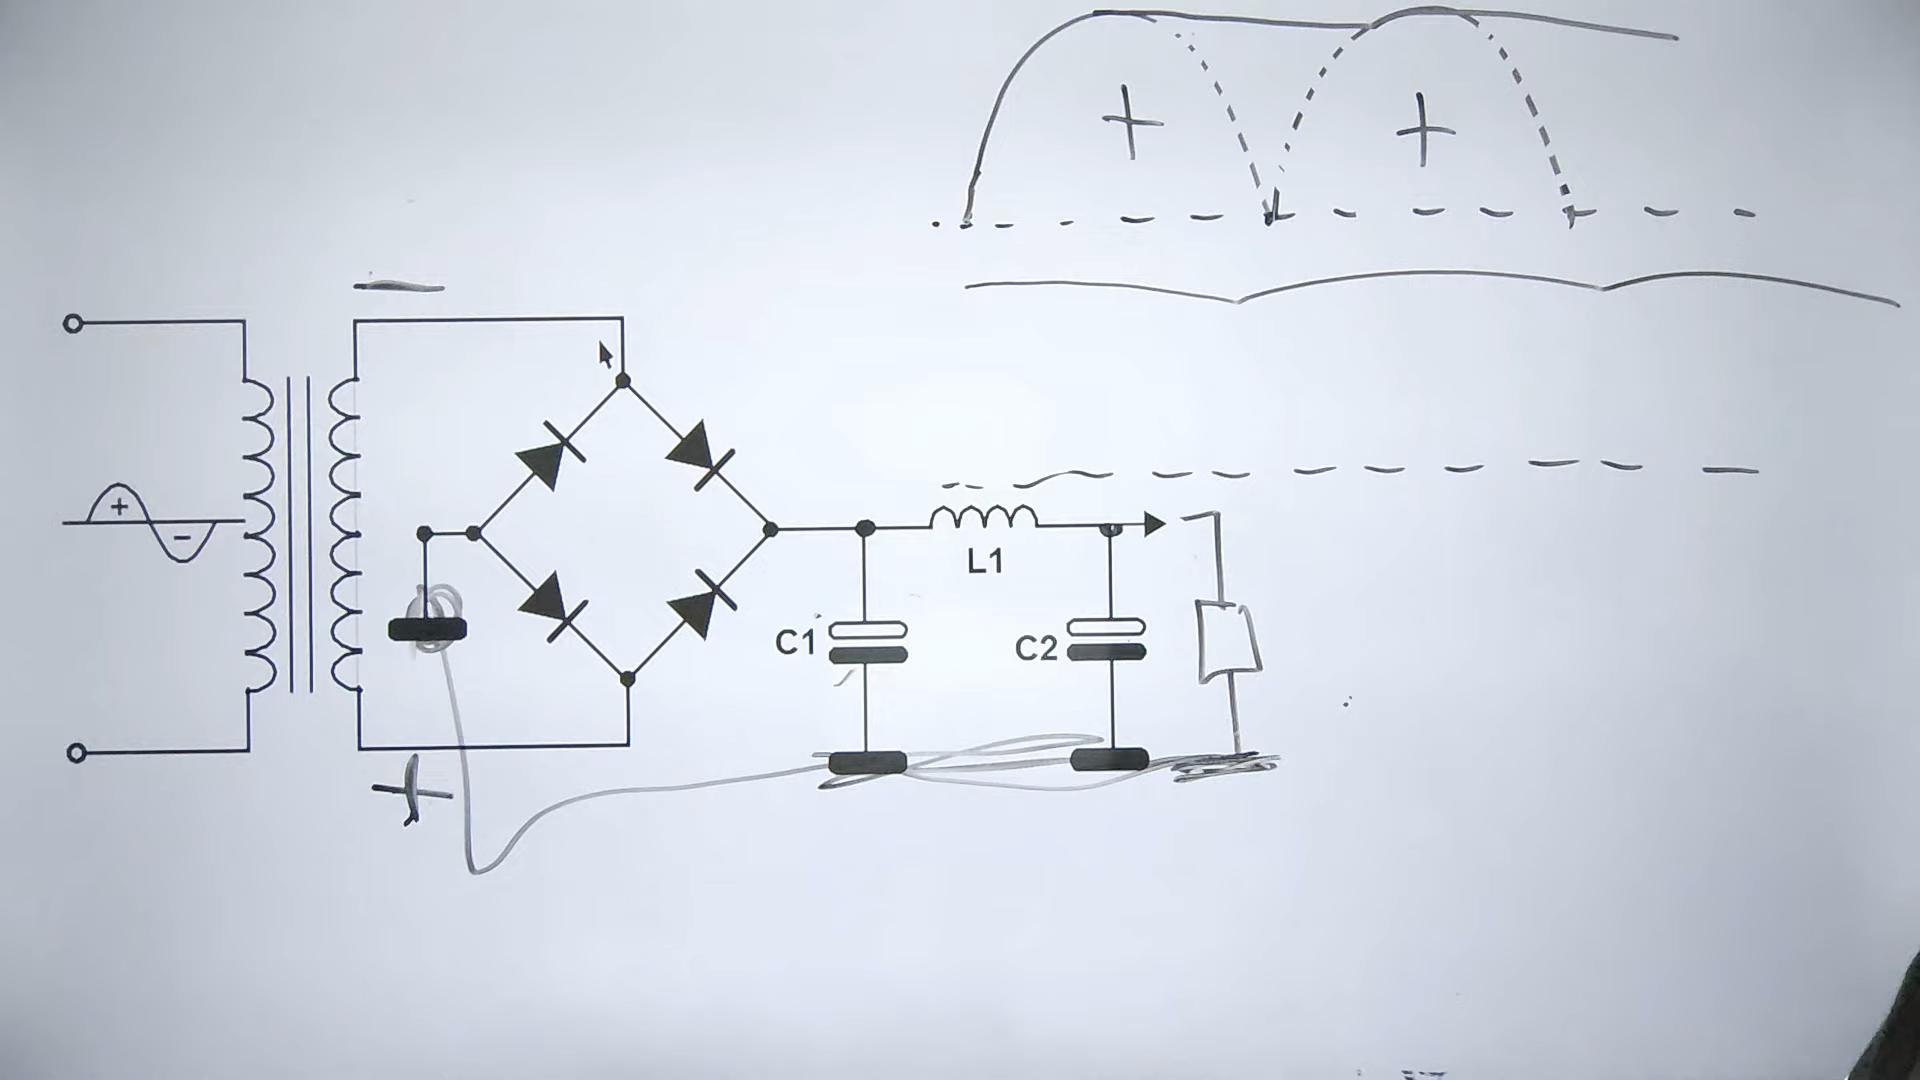 + +
−
+
−
L1
C1
C2
+